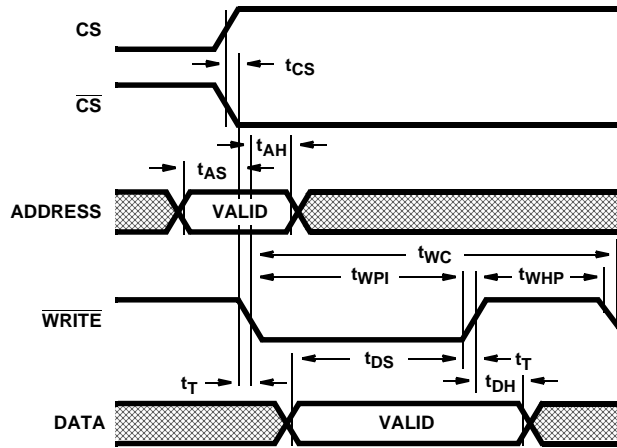 CS
tCS
CS
tAH
tAS
ADDRESS
VALID
tWC
tWPI
tWHP
WRITE
tDS
tT
tT
tDH
DATA
VALID